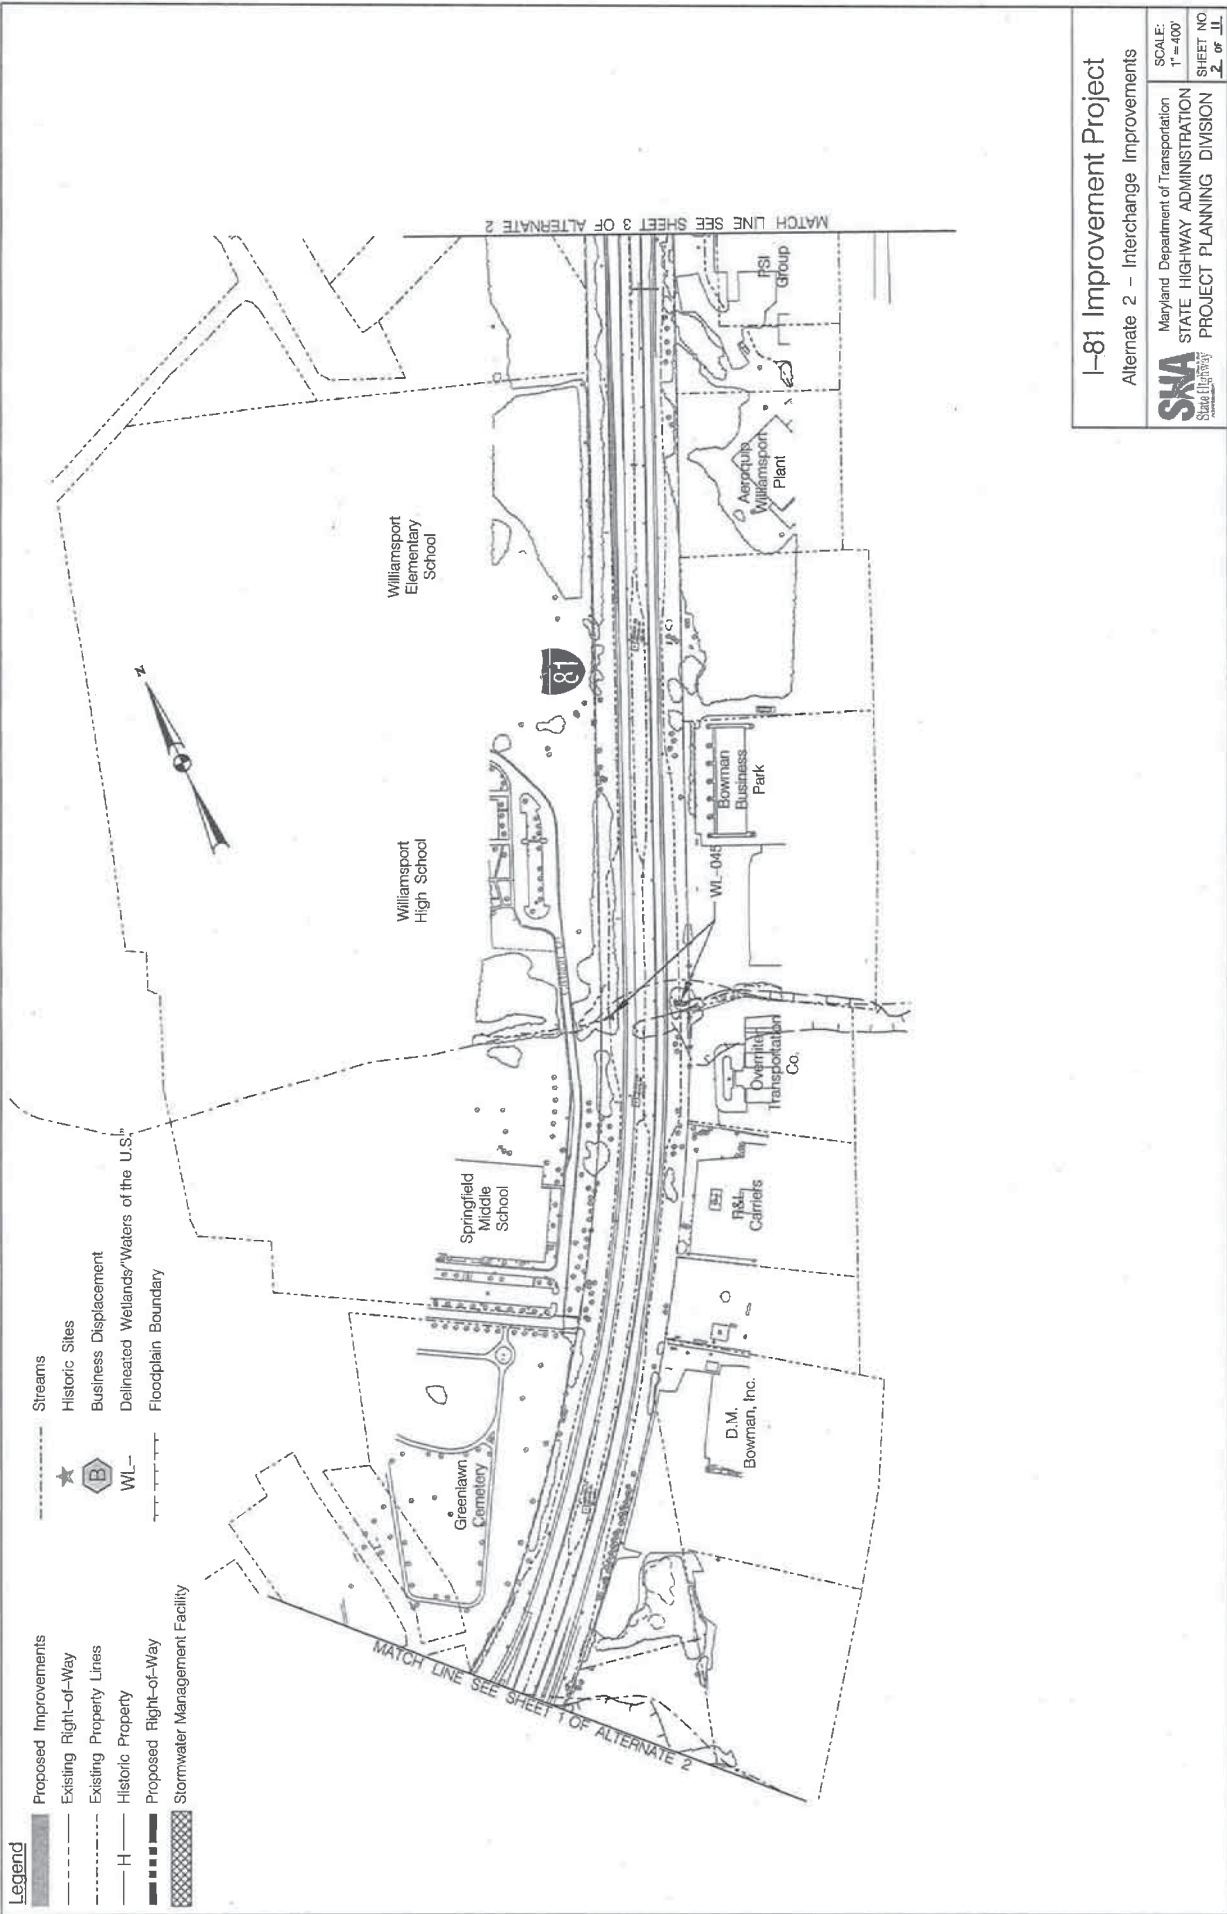 Legend
Proposed Improvements
Existing Right-of-Way
Existing Property Lines
H
Historic Property
Proposed Right-of-Way
Stormwater Management Facility
Streams
Historic Sites
B
Business Displacement
WL-
Delineated Wetlands/"Waters of the U.S."
Floodplain Boundary
N
81
Greenlawn
Cemetery
Springfield
Middle
School
Williamsport
High School
Williamsport
Elementary
School
MATCH LINE SEE SHEET 1 OF ALTERNATE 2
MATCH LINE SEE SHEET 3 OF ALTERNATE 2
D.M.
Bowman, Inc.
R&L
Carriers
Overnite
Transportation
Co.
WL-045
Bowman
Business
Park
Aeroquip
Williamsport
Plant
PSI
Group
I-81 Improvement Project
Alternate 2 - Interchange Improvements
SHA
State Highway
Maryland Department of Transportation
STATE HIGHWAY ADMINISTRATION
PROJECT PLANNING DIVISION
SCALE:
1"=400'
SHEET NO.
2 OF 11